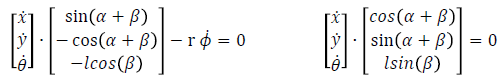 [ẋ ẏ θ̇] · [sin(α + β) − cos(α + β) −lcos(β)] − r ϕ̇ = 0
[ẋ ẏ θ̇] · [cos(α + β) sin(α + β) lsin(β)] = 0